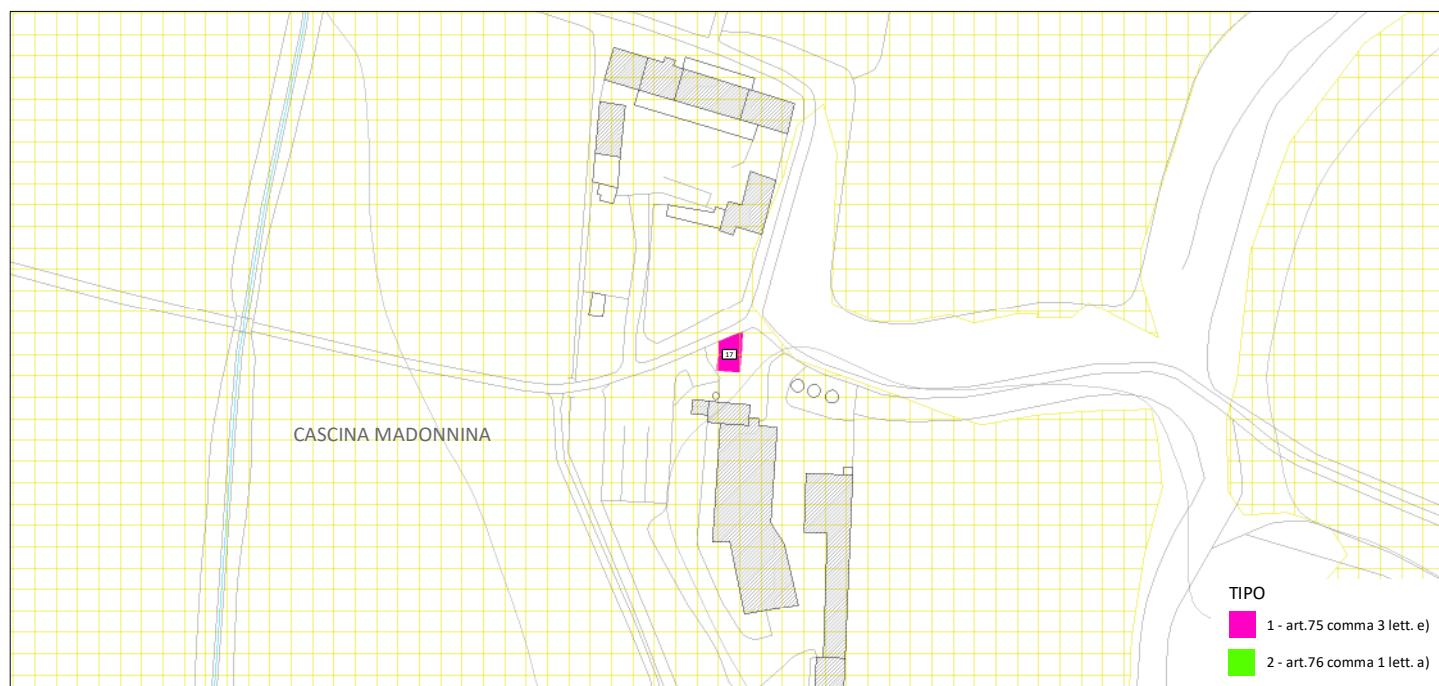 17
CASCINA MADONNINA
TIPO
1 - art.75 comma 3 lett. e)
2 - art.76 comma 1 lett. a)